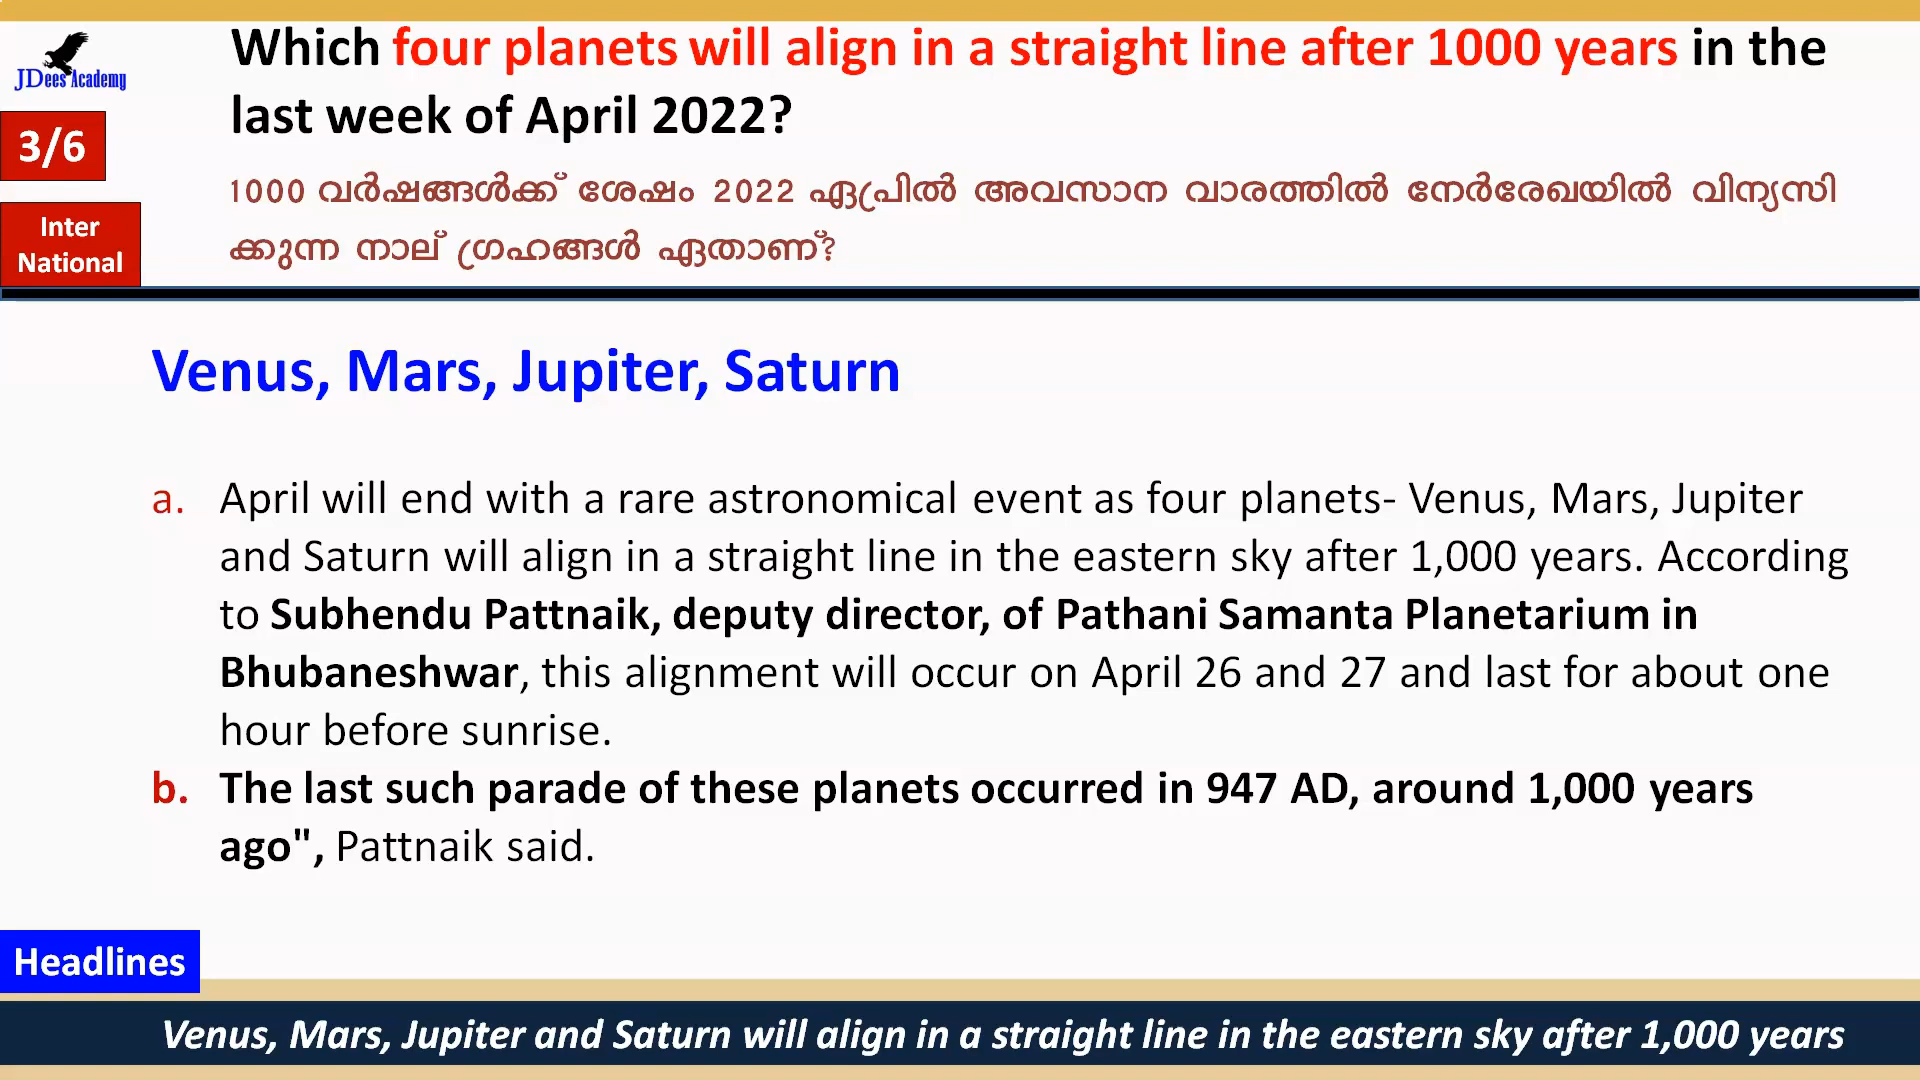 Which four planets will align in a straight line after 1000 years in the
last week of April 2022?
JDees Academy
3/6
1000 വർഷങ്ങൾക്ക് ശേഷം 2022 ഏപ്രിൽ അവസാന വാരത്തിൽ നേർരേഖയിൽ വിന്യസി
ക്കുന്ന നാല് ഗ്രഹങ്ങൾ ഏതാണ്?
Inter
National
Venus, Mars, Jupiter, Saturn
a. April will end with a rare astronomical event as four planets- Venus, Mars, Jupiter
and Saturn will align in a straight line in the eastern sky after 1,000 years. According
to Subhendu Pattnaik, deputy director, of Pathani Samanta Planetarium in
Bhubaneshwar, this alignment will occur on April 26 and 27 and last for about one
hour before sunrise.
b. The last such parade of these planets occurred in 947 AD, around 1,000 years
ago", Pattnaik said.
Headlines
Venus, Mars, Jupiter and Saturn will align in a straight line in the eastern sky after 1,000 years